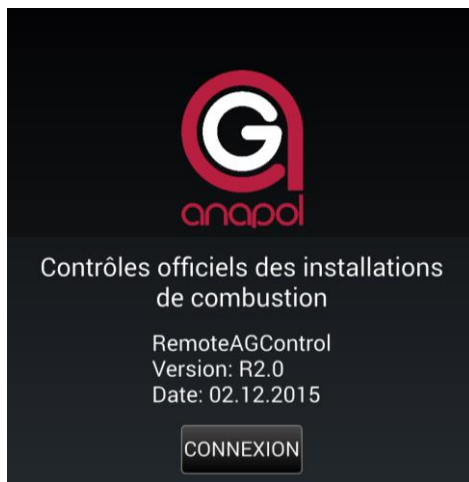 G
anapol
Contrôles officiels des installations
de combustion
RemoteAGControl
Version: R2.0
Date: 02.12.2015
CONNEXION